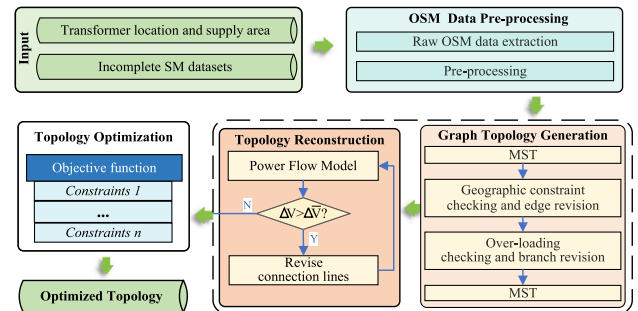 Input
Transformer location and supply area
Incomplete SM datasets
OSM Data Pre-processing
Raw OSM data extraction
Pre-processing
Graph Topology Generation
MST
Geographic constraint
checking and edge revision
Over-loading
checking and branch revision
MST
Topology Reconstruction
Power Flow Model
ΔV>ΔV̅?
N
Y
Revise
connection lines
Topology Optimization
Objective function
Constraints 1
...
Constraints n
Optimized Topology